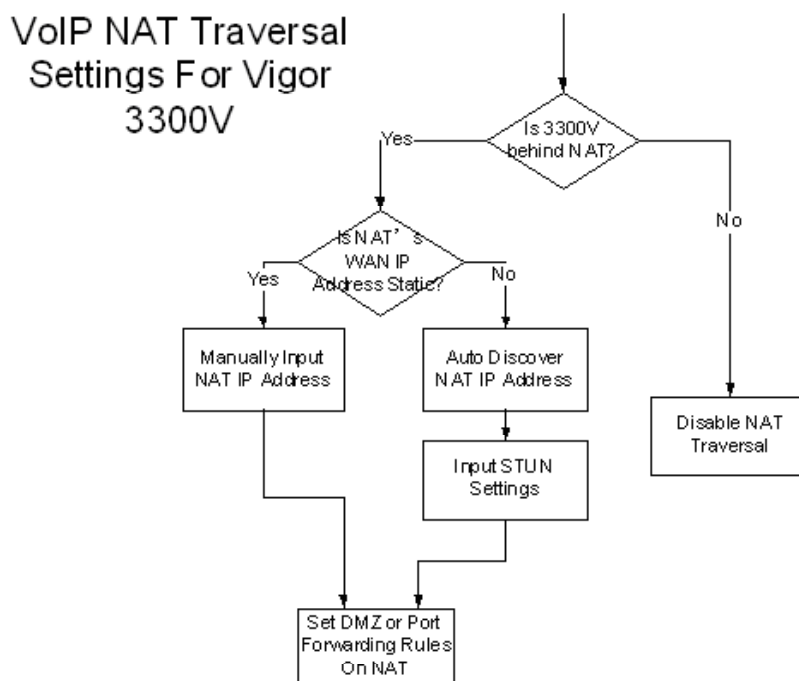 VoIP NAT Traversal
Settings For Vigor
3300V
Is 3300V
behind NAT?
Yes
No
Is NAT’s
WAN IP
Address Static?
Yes
No
Manually Input
NAT IP Address
Auto Discover
NAT IP Address
Disable NAT
Traversal
Input STUN
Settings
Set DMZ or Port
Forwarding Rules
On NAT